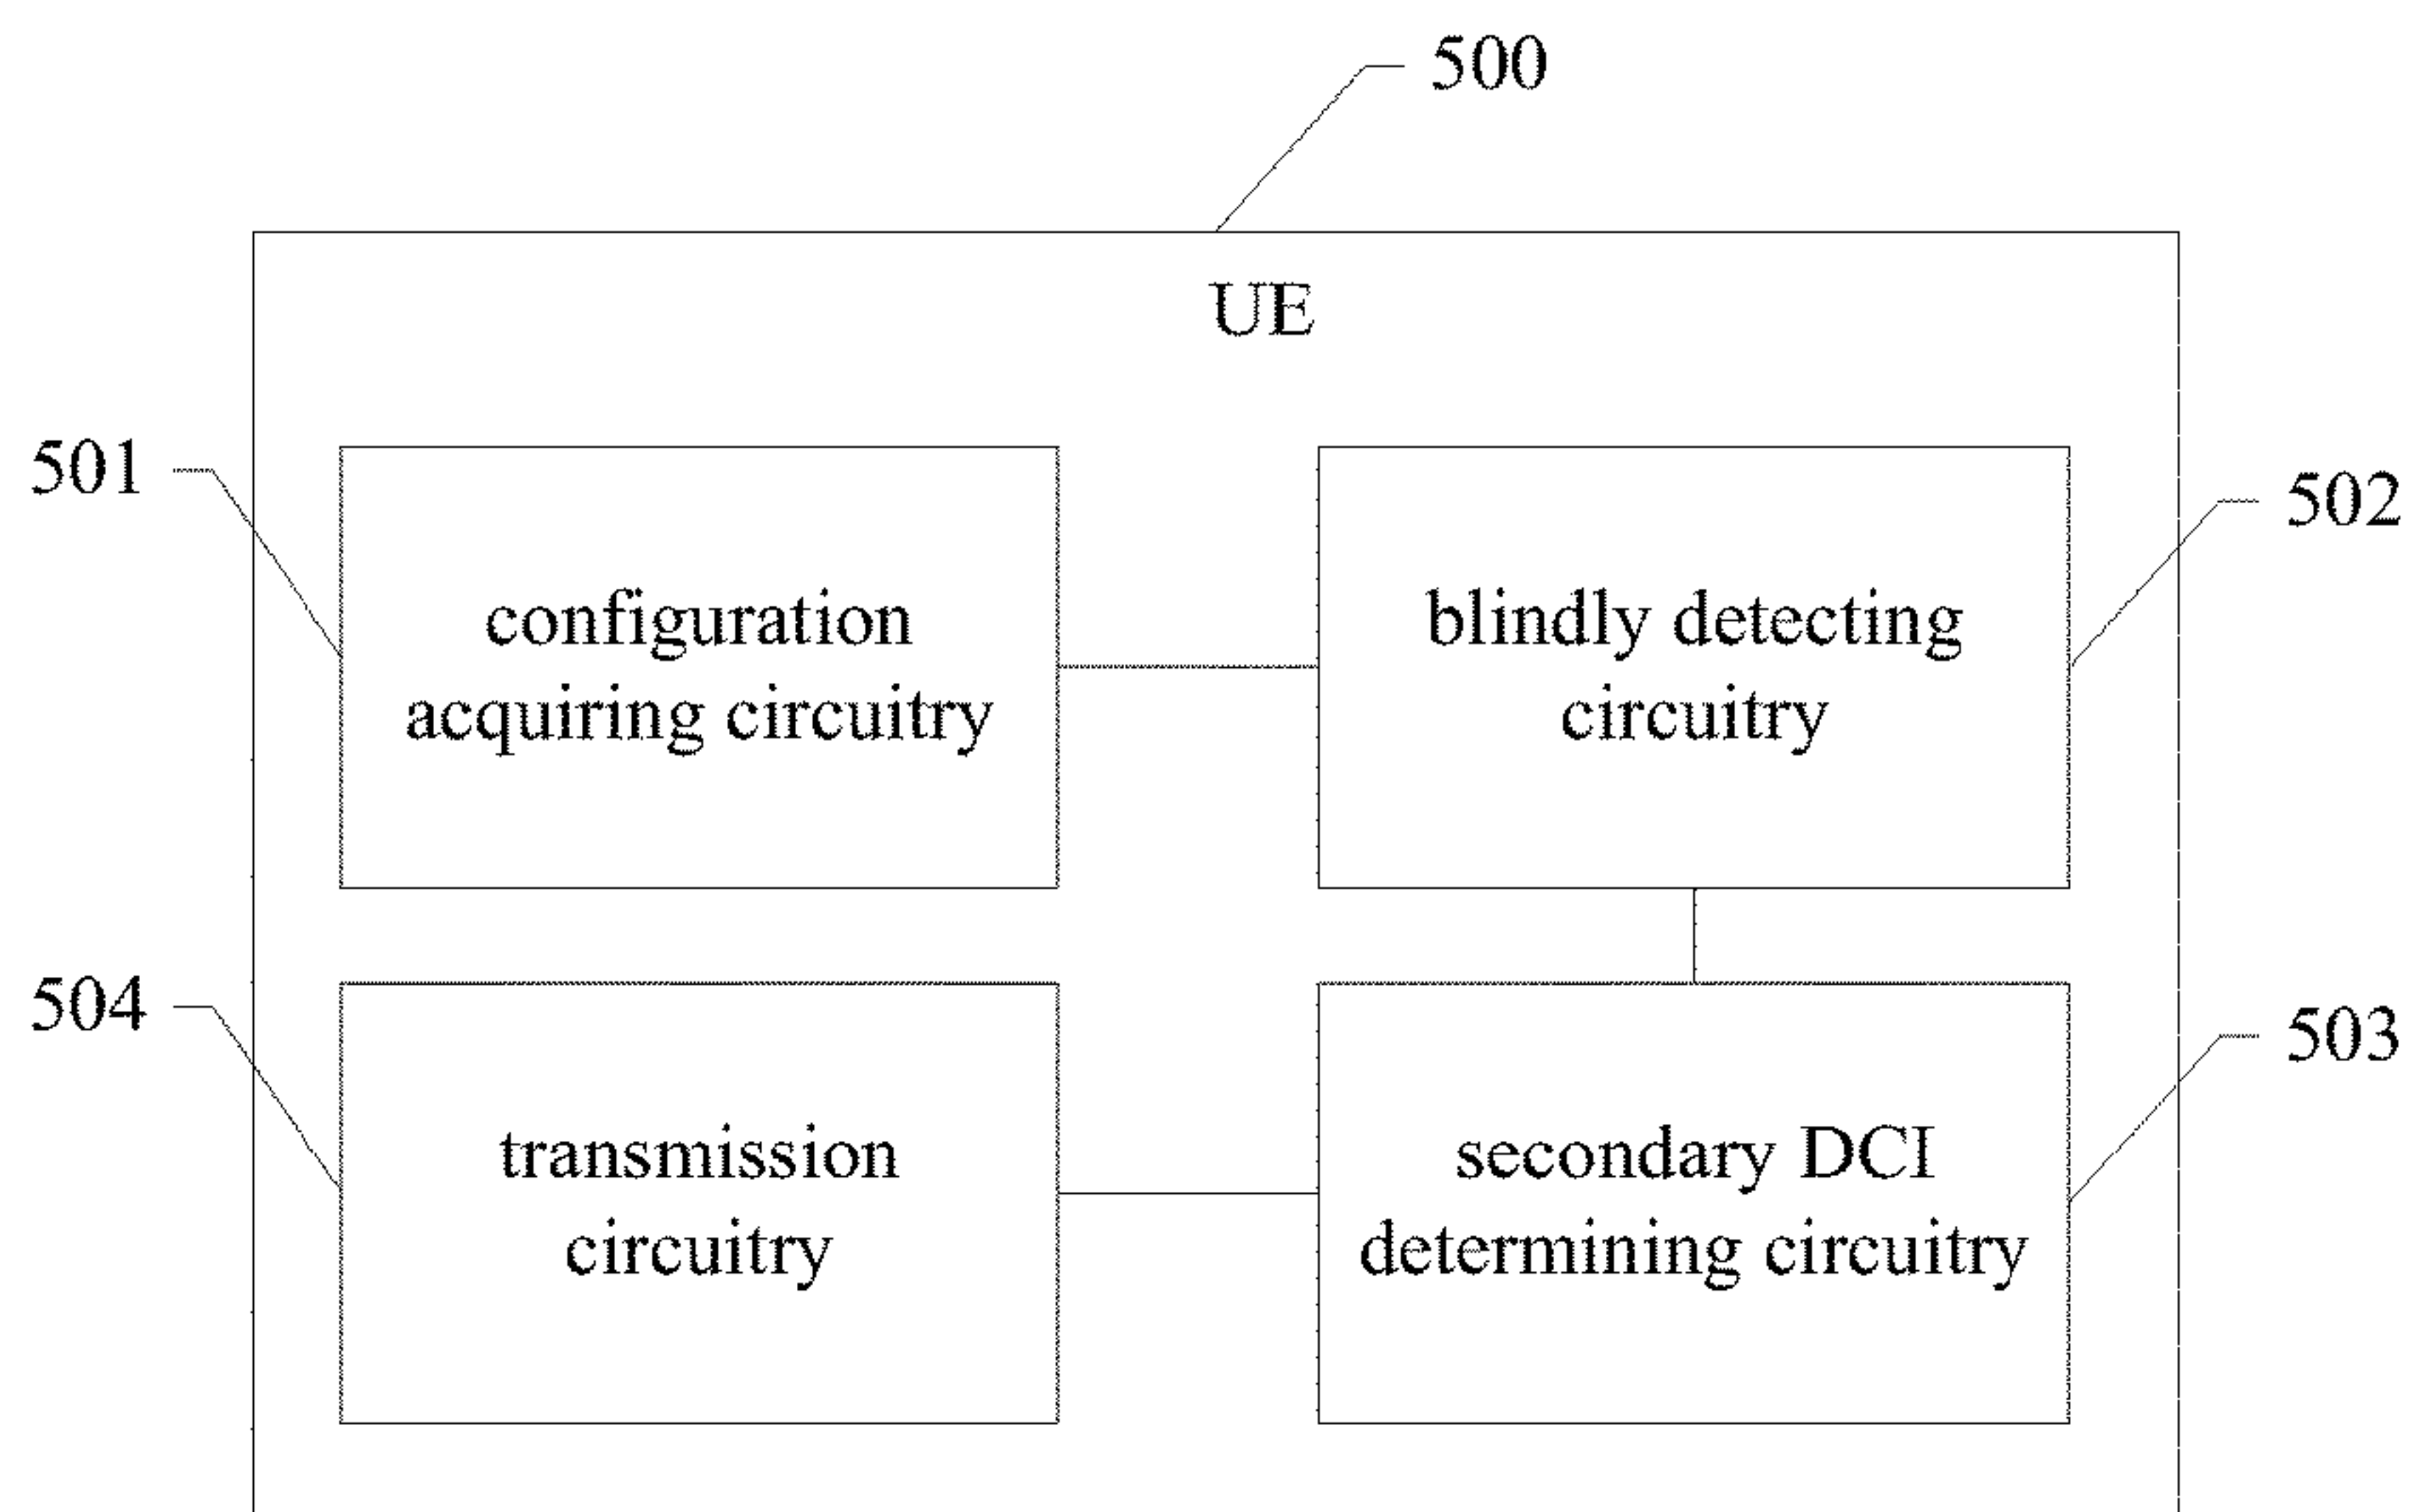 500
UE
501
configuration
acquiring circuitry
blindly detecting
circuitry
502
504
transmission
circuitry
secondary DCI
determining circuitry
503